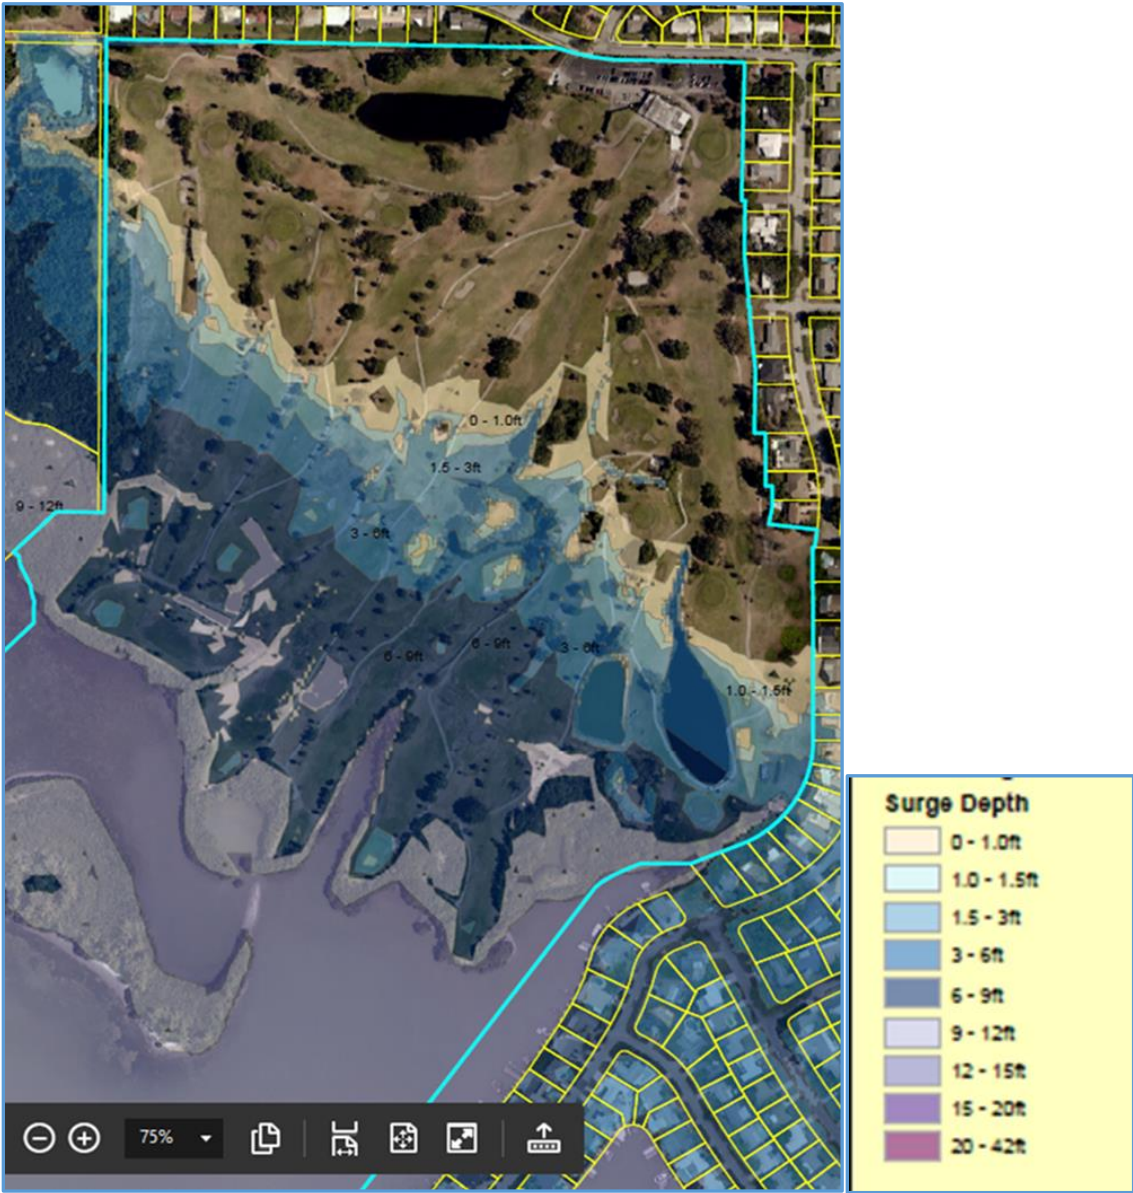 0 - 1.0ft
1.5 - 3ft
9 - 12ft
3 - 6ft
6 - 9ft
6 - 9ft
3 - 6ft
1.0 - 1.5ft
75%
Surge Depth
0 - 1.0ft
1.0 - 1.5ft
1.5 - 3ft
3 - 6ft
6 - 9ft
9 - 12ft
12 - 15ft
15 - 20ft
20 - 42ft